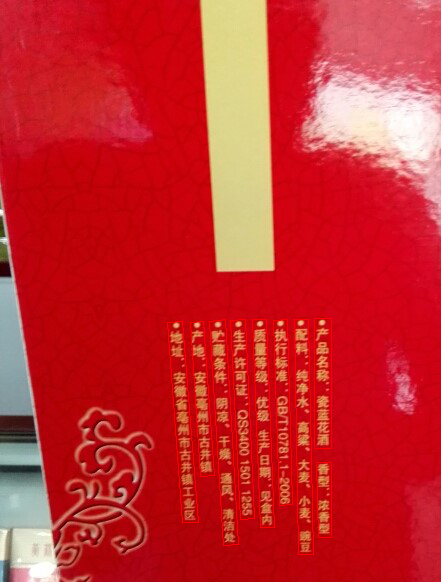 ●产品名称：瓷蓝花酒 香型：浓香型
●配料：纯净水、高粱、大麦、小麦、豌豆
●执行标准：GB/T10781.1-2006
●质量等级：优级 生产日期：见盒内
●生产许可证：QS3400 1501 1255
●贮藏条件：阴凉、干燥、通风、清洁处
●产地：安徽亳州市古井镇
●地址：安徽省亳州市古井镇工业区